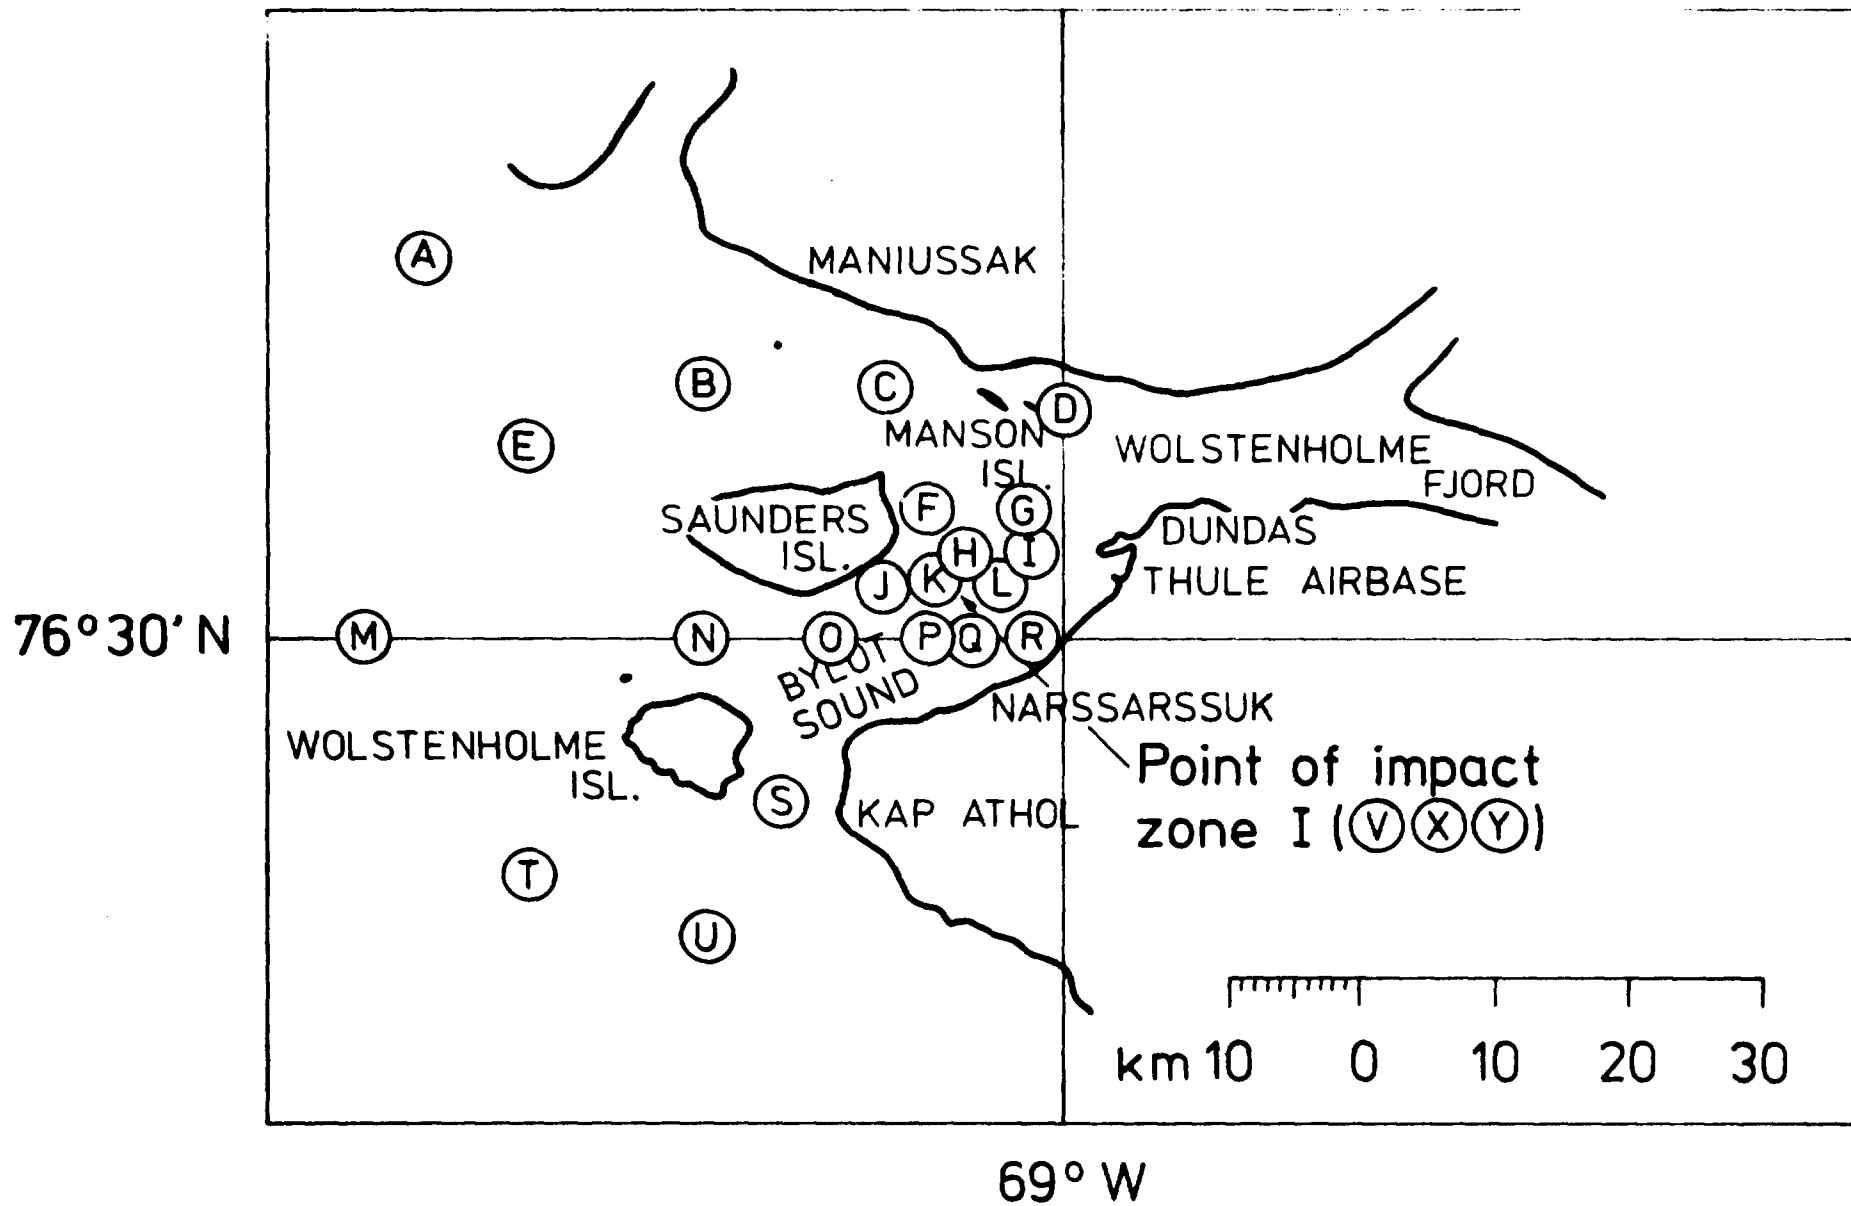 A
MANIUSSAK
B
C
D
MANSON
ISL.
E
WOLSTENHOLME
FJORD
SAUNDERS
ISL.
F
G
H
I
DUNDAS
J
K
L
THULE AIRBASE
76°30'N
M
N
O
P
Q
R
BYLOT
SOUND
NARSSARSSUK
WOLSTENHOLME
ISL.
Point of impact
zone I (V X Y)
S
KAP ATHOL
T
U
km 10 0 10 20 30
69° W